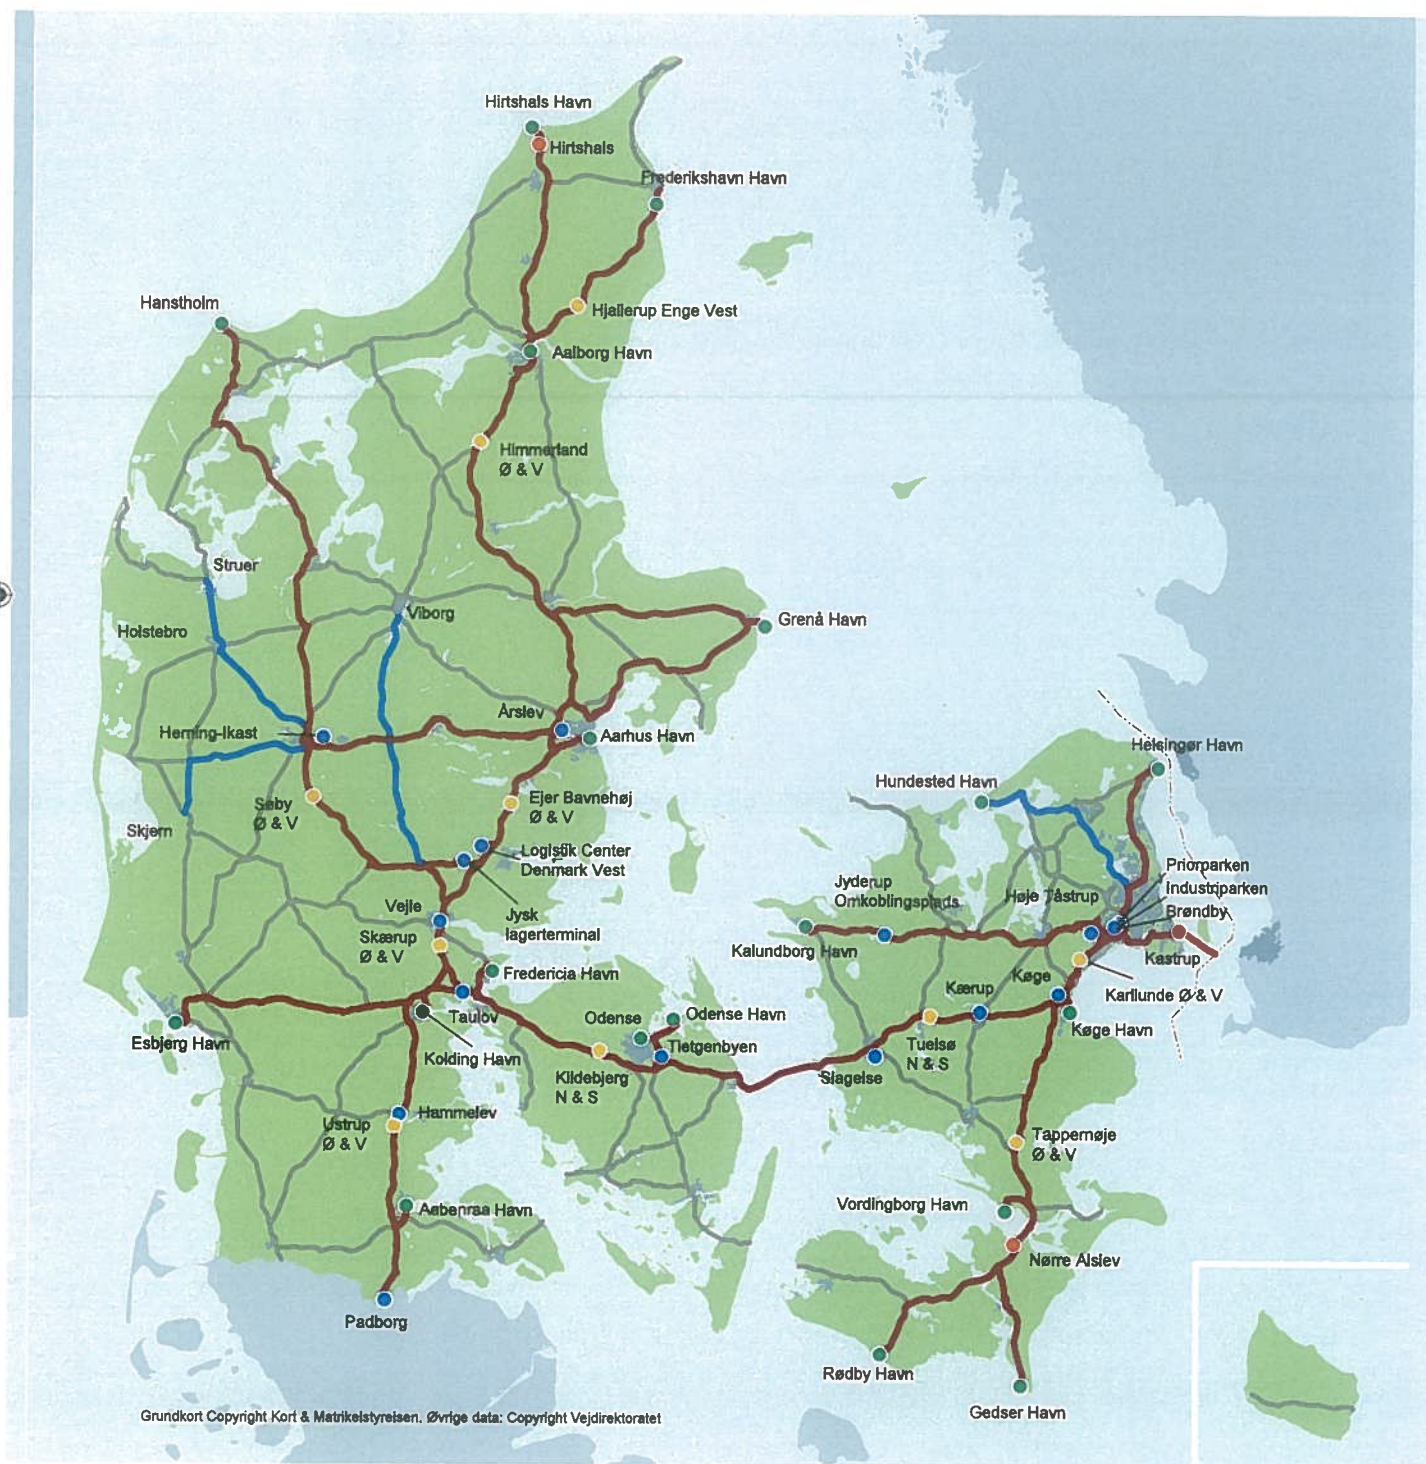 Hirtshals Havn
Hirtshals
Frederikshavn Havn
Hanstholm
Hjallerup Enge Vest
Aalborg Havn
Himmerland
Ø & V
Struer
Viborg
Holstebro
Grenå Havn
Herning-Ikast
Årslev
Aarhus Havn
Helsingør Havn
Hundested Havn
Søby
Ø & V
Ejer Bavnehøj
Ø & V
Skjern
Logistik Center
Denmark Vest
Jysk
lagerterminal
Vejle
Skærup
Ø & V
Jyderup
Omkoblingsplads
Høje Tåstrup
Priorparken
Industriparken
Brøndby
Kastrup
Kalundborg Havn
Fredericia Havn
Køge
Kærup
Karllunde Ø & V
Taulov
Odense
Odense Havn
Køge Havn
Esbjerg Havn
Kolding Havn
Tietgenbyen
Tuelsø
N & S
Slagelse
Kildebjerg
N & S
Hammelev
Ustrup
Ø & V
Tappernøje
Ø & V
Aabenraa Havn
Vordingborg Havn
Nørre Alslev
Padborg
Rødby Havn
Gedser Havn
Grundkort Copyright Kort & Matrikelstyrelsen. Øvrige data: Copyright Vejdirektoratet